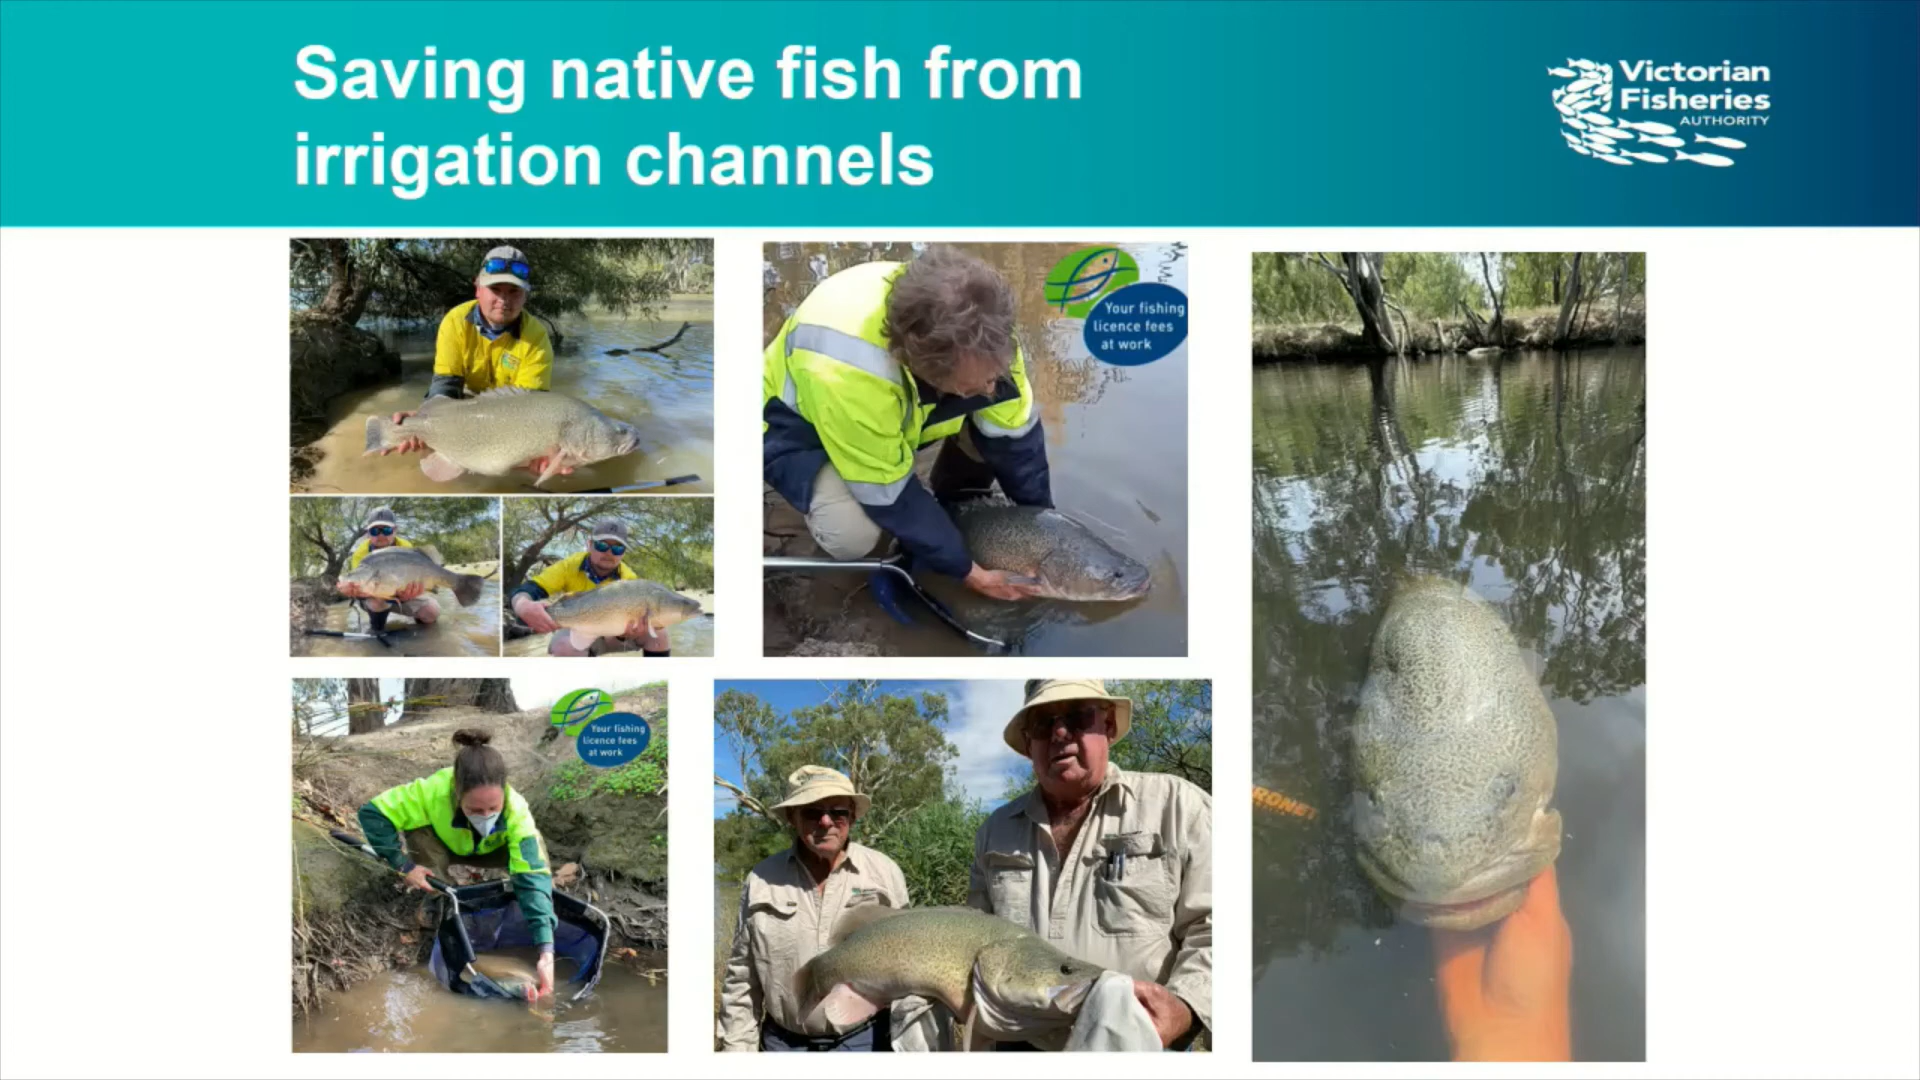 Saving native fish from
irrigation channels
Victorian
Fisheries
AUTHORITY
Your fishing
licence fees
at work
Your fishing
licence fees
at work